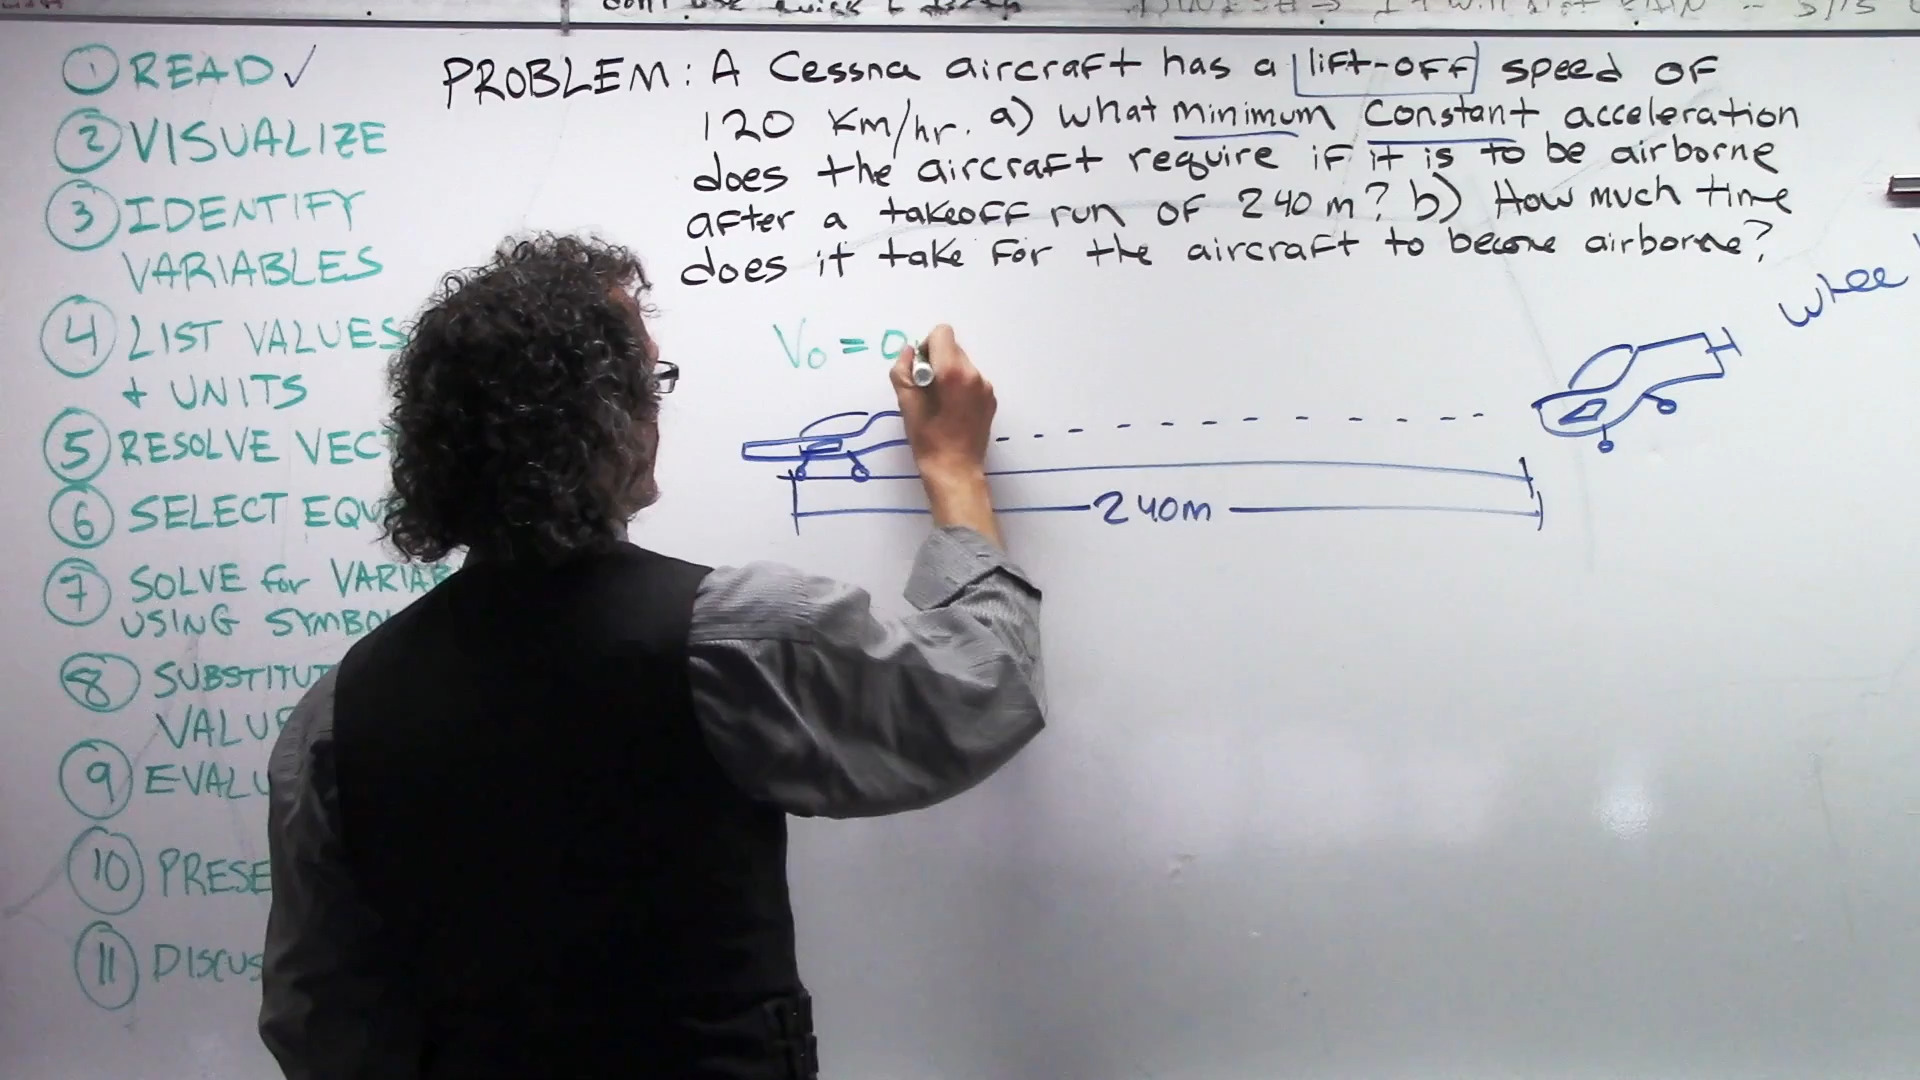 ① READ ✓
② VISUALIZE
③ IDENTIFY
VARIABLES
④ LIST VALUES
+ UNITS
⑤ RESOLVE VEC
⑥ SELECT EQU
⑦ SOLVE for VARIAB
USING SYMBO
⑧ SUBSTITUT
VALU
⑨ EVALU
⑩ PRESE
⑪ DISCUS
PROBLEM: A Cessna aircraft has a lift-off speed of
120 km/hr. a) what minimum constant acceleration
does the aircraft require if it is to be airborne
after a takeoff run of 240 m? b) How much time
does it take for the aircraft to become airborne?
V₀ = 0
whee
240m